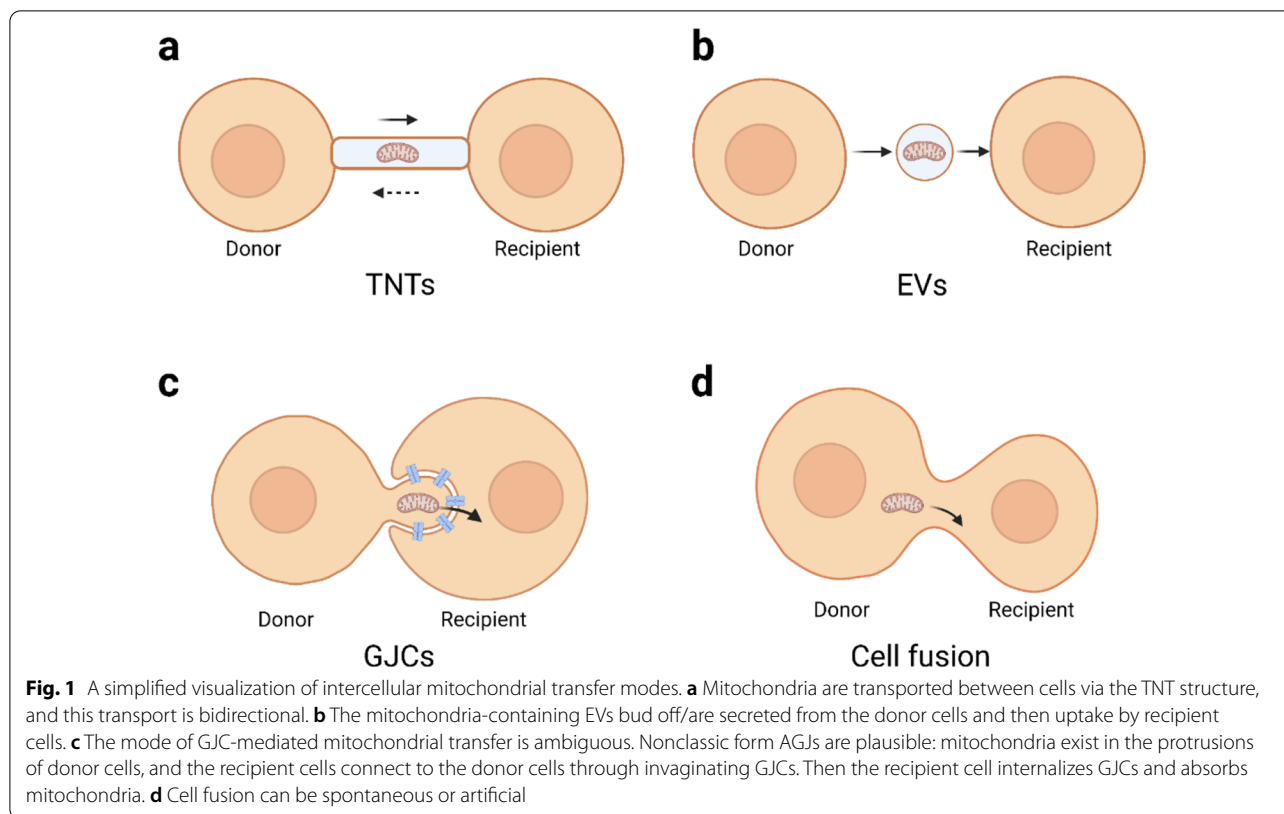 a
b
Donor
Recipient
TNTs
Donor
Recipient
EVs
c
d
Donor
Recipient
GJCs
Donor
Recipient
Cell fusion
Fig. 1 A simplified visualization of intercellular mitochondrial transfer modes. a Mitochondria are transported between cells via the TNT structure,
and this transport is bidirectional. b The mitochondria-containing EVs bud off/are secreted from the donor cells and then uptake by recipient
cells. c The mode of GJC-mediated mitochondrial transfer is ambiguous. Nonclassic form AGJs are plausible: mitochondria exist in the protrusions
of donor cells, and the recipient cells connect to the donor cells through invaginating GJCs. Then the recipient cell internalizes GJCs and absorbs
mitochondria. d Cell fusion can be spontaneous or artificial